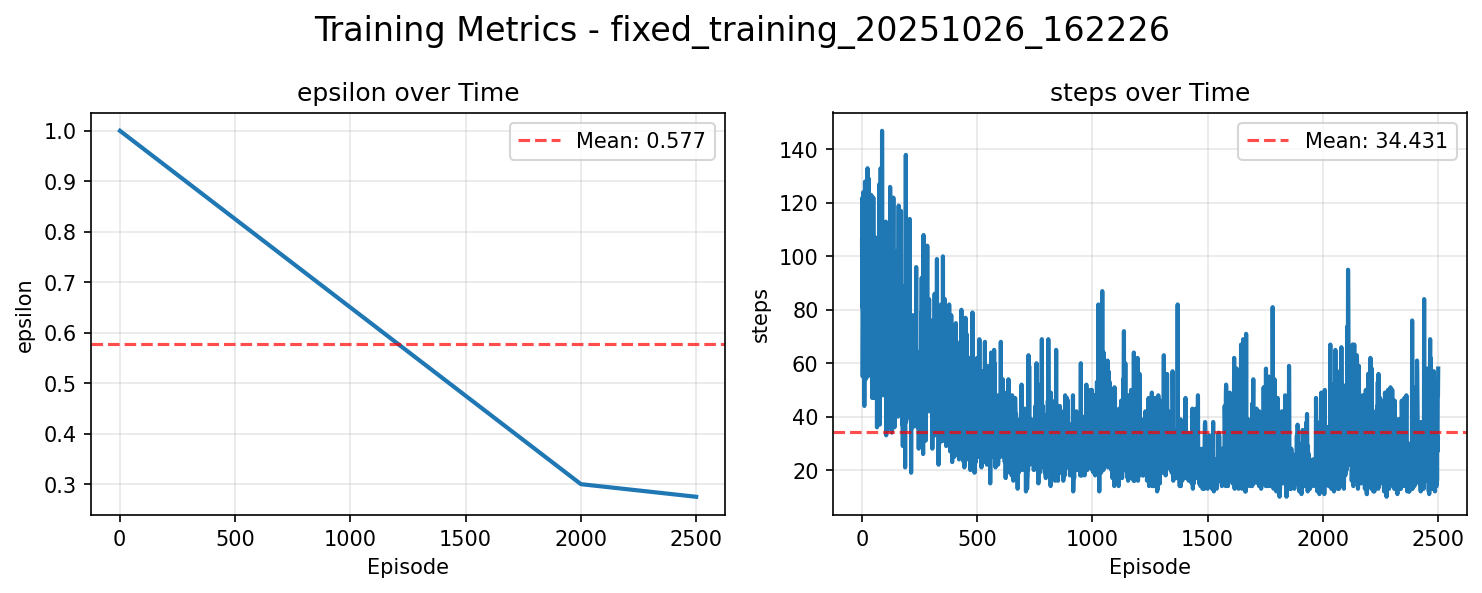 Training Metrics - fixed_training_20251026_162226
epsilon over Time
Mean: 0.577
1.0
0.9
0.8
0.7
0.6
0.5
0.4
0.3
epsilon
0 500 1000 1500 2000 2500
Episode
steps over Time
Mean: 34.431
140
120
100
80
60
40
20
steps
0 500 1000 1500 2000 2500
Episode